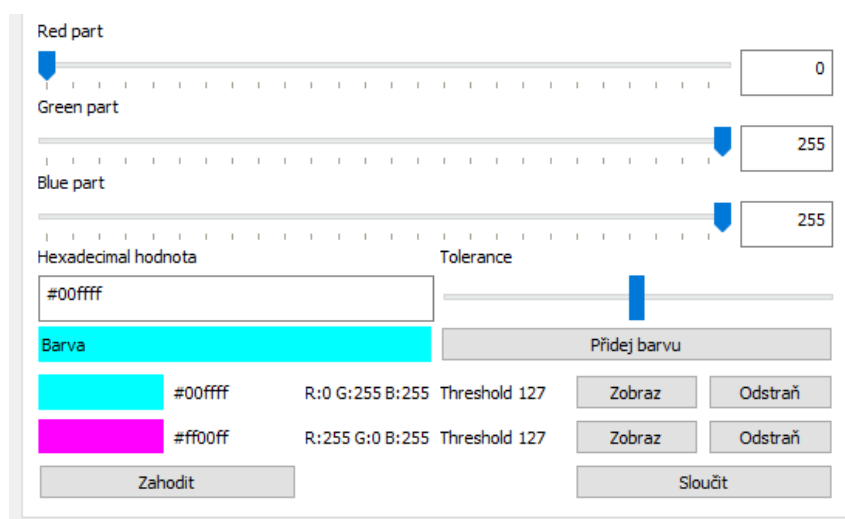 Red part
0
Green part
255
Blue part
255
Hexadecimal hodnota Tolerance
#00ffff
Barva Přidej barvu
#00ffff R:0 G:255 B:255 Threshold 127 Zobraz Odstraň
#ff00ff R:255 G:0 B:255 Threshold 127 Zobraz Odstraň
Zahodit Sloučit